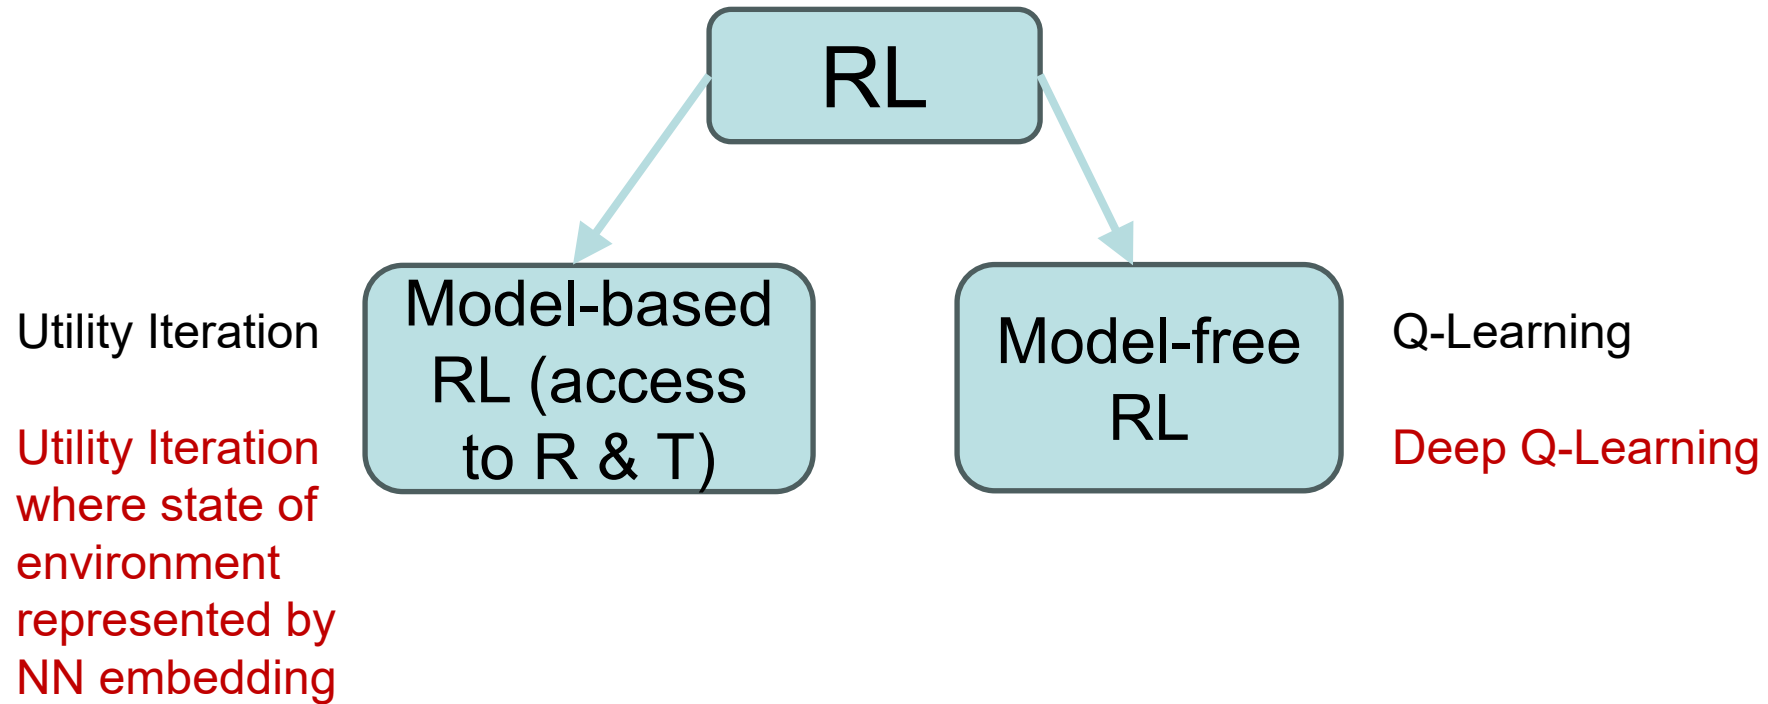 RL
Utility Iteration
Utility Iteration
where state of
environment
represented by
NN embedding
Model-based
RL (access
to R & T)
Model-free
RL
Q-Learning
Deep Q-Learning